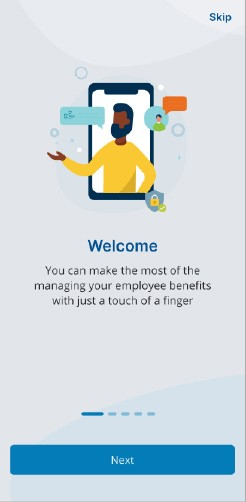 Skip
Welcome
You can make the most of the
managing your employee benefits
with just a touch of a finger
Next